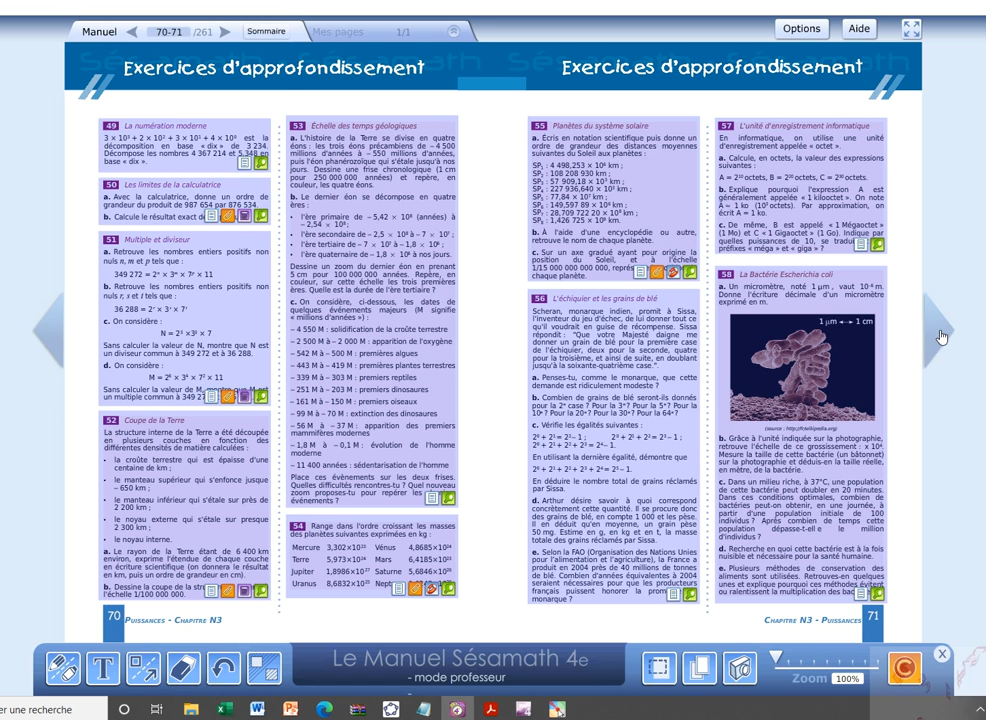 Manuel
70-71 /261
Sommaire
Mes pages
1/1
Options
Aide
Exercices d'approfondissement
Exercices d'approfondissement
49 La numération moderne
3 × 10³ + 2 × 10² + 3 × 10¹ + 4 × 10⁰ est la
décomposition en base « dix » de 3 234.
Décompose les nombres 4 367 214 et 5,348 en
base « dix ».
50 Les limites de la calculatrice
a. Avec la calculatrice, donne un ordre de
grandeur du produit de 987 654 par 876 534.
b. Calcule le résultat exact
51 Multiple et diviseur
a. Retrouve les nombres entiers positifs non
nuls n, m et p tels que :
349 272 = 2ⁿ × 3ᵐ × 7ᵖ × 11
b. Retrouve les nombres entiers positifs non
nuls r, s et t tels que :
36 288 = 2ʳ × 3ˢ × 7ᵗ
c. On considère :
N = 2³ ×3² × 7
Sans calculer la valeur de N, montre que N est
un diviseur commun à 349 272 et à 36 288.
d. On considère :
M = 2⁶ × 3⁴ × 7² × 11
Sans calculer la valeur de M, montre que M est
un multiple commun à 349
52 Coupe de la Terre
La structure interne de la Terre a été découpée
en plusieurs couches en fonction des
différentes densités de matière calculées :
• la croûte terrestre qui est épaisse d'une
centaine de km ;
• le manteau supérieur qui s'enfonce jusque
– 650 km ;
• le manteau inférieur qui s'étale sur près de
2 200 km ;
• le noyau externe qui s'étale sur presque
2 300 km ;
• le noyau interne.
a. Le rayon de la Terre étant de 6 400 km
environ, exprime l'étendue de chaque couche
en écriture scientifique (on donnera le résultat
en km, puis un ordre de grandeur en cm).
b. Dessine la coupe de la
l'échelle 1/100 000 000.
53 Échelle des temps géologiques
a. L'histoire de la Terre se divise en quatre
éons : les trois éons précambiens de – 4 500
millions d'années à – 550 millions d'années,
puis l'éon phanérozoïque qui s'étale jusqu'à nos
jours. Dessine une frise chronologique (1 cm
pour 250 000 000 années) et repère, en
couleur, les quatre éons.
b. Le dernier éon se décompose en quatre
ères :
• l'ère primaire de – 5,42 × 10⁸ (années) à
– 2,54 × 10⁸ ;
• l'ère secondaire de – 2,5 × 10⁸ à – 7 × 10⁷ ;
• l'ère tertiaire de – 7 × 10⁷ à – 1,8 × 10⁶ ;
• l'ère quaternaire de – 1,8 × 10⁶ à nos jours.
Dessine un zoom du dernier éon en prenant
5 cm pour 100 000 000 années. Repère, en
couleur, sur cette échelle les trois premières
ères. Quelle est la durée de l'ère tertiaire ?
c. On considère, ci-dessous, les dates de
quelques événements majeurs (M signifie
« millions d'années ») :
– 4 550 M : solidification de la croûte terrestre
– 2 500 M à – 2 000 M : apparition de l'oxygène
– 542 M à – 500 M : premières algues
– 443 M à – 419 M : premières plantes terrestres
– 339 M à – 303 M : premiers reptiles
– 251 M à – 203 M : premiers dinosaures
– 161 M à – 150 M : premiers oiseaux
– 99 M à – 70 M : extinction des dinosaures
– 56 M à – 37 M : apparition des premiers
mammifères modernes
– 1,8 M à – 0,1 M : évolution de l'homme
moderne
– 11 400 années : sédentarisation de l'homme
Place ces évènements sur les deux frises.
Quelles difficultés rencontres-tu ? Quel nouveau
zoom proposes-tu pour repérer les
événements ?
54 Range dans l'ordre croissant les masses
des planètes suivantes exprimées en kg :
Mercure 3,302×10²³ Vénus 4,8685×10²⁴
Terre 5,973×10²⁴ Mars 6,4185×10²³
Jupiter 1,8986×10²⁷ Saturne 5,6846×10²⁶
Uranus 8,6832×10²⁵
55 Planètes du système solaire
a. Écris en notation scientifique puis donne un
ordre de grandeur des distances moyennes
suivantes du Soleil aux planètes :
SP₁ : 4 498,253 × 10⁶ km ;
SP₂ : 108 208 930 km ;
SP₃ : 57 909,18 × 10³ km ;
SP₄ : 227 936,640 × 10³ km ;
SP₅ : 77,84 × 10⁷ km ;
SP₆ : 149,597 89 × 10⁶ km ;
SP₇ : 28,709 722 20 × 10⁸ km ;
SP₈ : 1,426 725 × 10⁹ km.
b. À l'aide d'une encyclopédie ou autre,
retrouve le nom de chaque planète.
c. Sur un axe gradué ayant pour origine la
position du Soleil, et à l'échelle
1/15 000 000 000 000,
chaque planète.
56 L'échiquier et les grains de blé
Scheran, monarque indien, promit à Sissa,
l'inventeur du jeu d'échec, de lui donner tout ce
qu'il voudrait en guise de récompense. Sissa
répondit : "Que votre Majesté daigne me
donner un grain de blé pour la première case
de l'échiquier, deux pour la seconde, quatre
pour la troisième, et ainsi de suite, en doublant
jusqu'à la soixante-quatrième case.".
a. Penses-tu, comme le monarque, que cette
demande est ridiculement modeste ?
b. Combien de grains de blé seront-ils donnés
pour la 2ᵉ case ? Pour la 3ᵉ ? Pour la 5ᵉ ? Pour la
10ᵉ ? Pour la 20ᵉ ? Pour la 30ᵉ ? Pour la 64ᵉ ?
c. Vérifie les égalités suivantes :
2⁰ + 2¹ = 2² – 1 ; 2⁰ + 2¹ + 2² = 2³ – 1.
2⁰ + 2¹ + 2² + 2³ = 2⁴ – 1.
En utilisant la dernière égalité, démontre que
2⁰ + 2¹ + 2² + 2³ + 2⁴ = 2⁵ – 1.
En déduire le nombre total de grains réclamés
par Sissa.
d. Arthur désire savoir à quoi correspond
concrètement cette quantité. Il se procure donc
des grains de blé, en compte 1 000 et les pèse.
Il en déduit qu'en moyenne, un grain pèse
50 mg. Estime en g, en kg et en t, la masse
totale des grains réclamés par Sissa.
e. Selon la FAO (Organisation des Nations Unies
pour l'alimentation et l'agriculture), la France a
produit en 2004 près de 40 millions de tonnes
de blé. Combien d'années équivalentes à 2004
seraient nécessaires pour que les producteurs
français puissent honorer la
monarque ?
57 L'unité d'enregistrement informatique
En informatique, on utilise une unité
d'enregistrement appelée « octet ».
a. Calcule, en octets, la valeur des expressions
suivantes :
A = 2¹⁰ octets, B = 2²⁰ octets, C = 2³⁰ octets.
b. Explique pourquoi l'expression A est
généralement appelée « 1 kilooctet ». On note
A ≈ 1 ko (10³ octets). Par approximation, on
écrit A = 1 ko.
c. De même, B est appelé « 1 Mégaoctet »
(1 Mo) et C « 1 Gigaoctet » (1 Go). Indique par
quelles puissances de 10, se
préfixes « méga » et « giga » ?
58 La Bactérie Escherichia coli
a. Un micromètre, noté 1 µm , vaut 10⁻⁶ m.
Donne l'écriture décimale d'un micromètre
exprimé en m.
1 µm ↔ 1 cm
(source : http://fr.wikipedia.org)
b. Grâce à l'unité indiquée sur la photographie,
retrouve l'échelle de ce grossissement : x 10⁴.
Mesure la taille de cette bactérie (un bâtonnet)
sur la photographie et déduis-en la taille réelle,
en mètre, de la bactérie.
c. Dans un milieu riche, à 37°C, une population
de cette bactérie peut doubler en 20 minutes.
Dans ces conditions optimales, combien de
bactéries peut-on obtenir, en une journée, à
partir d'une population initiale de 100
individus ? Après combien de temps cette
population dépasse-t-elle le million
d'individus ?
d. Recherche en quoi cette bactérie est à la fois
nuisible et nécessaire pour la santé humaine.
e. Plusieurs méthodes de conservation des
aliments sont utilisées. Retrouves-en quelques
unes et explique pourquoi ces méthodes évitent
ou ralentissent la multiplication des
70 Puissances - Chapitre N3
Chapitre N3 - Puissances 71
Le Manuel Sésamath 4e
- mode professeur
-
Zoom 100%
X
er une recherche